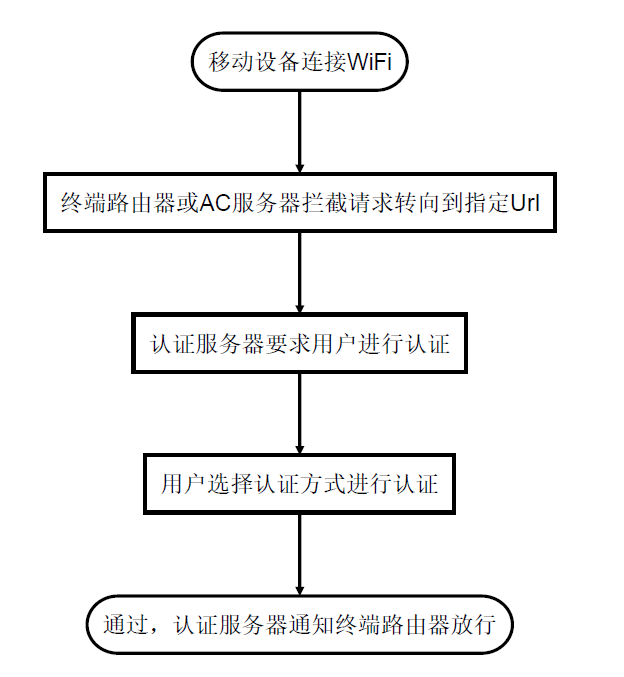 移动设备连接WiFi
终端路由器或AC服务器拦截请求转向到指定Url
认证服务器要求用户进行认证
用户选择认证方式进行认证
通过，认证服务器通知终端路由器放行